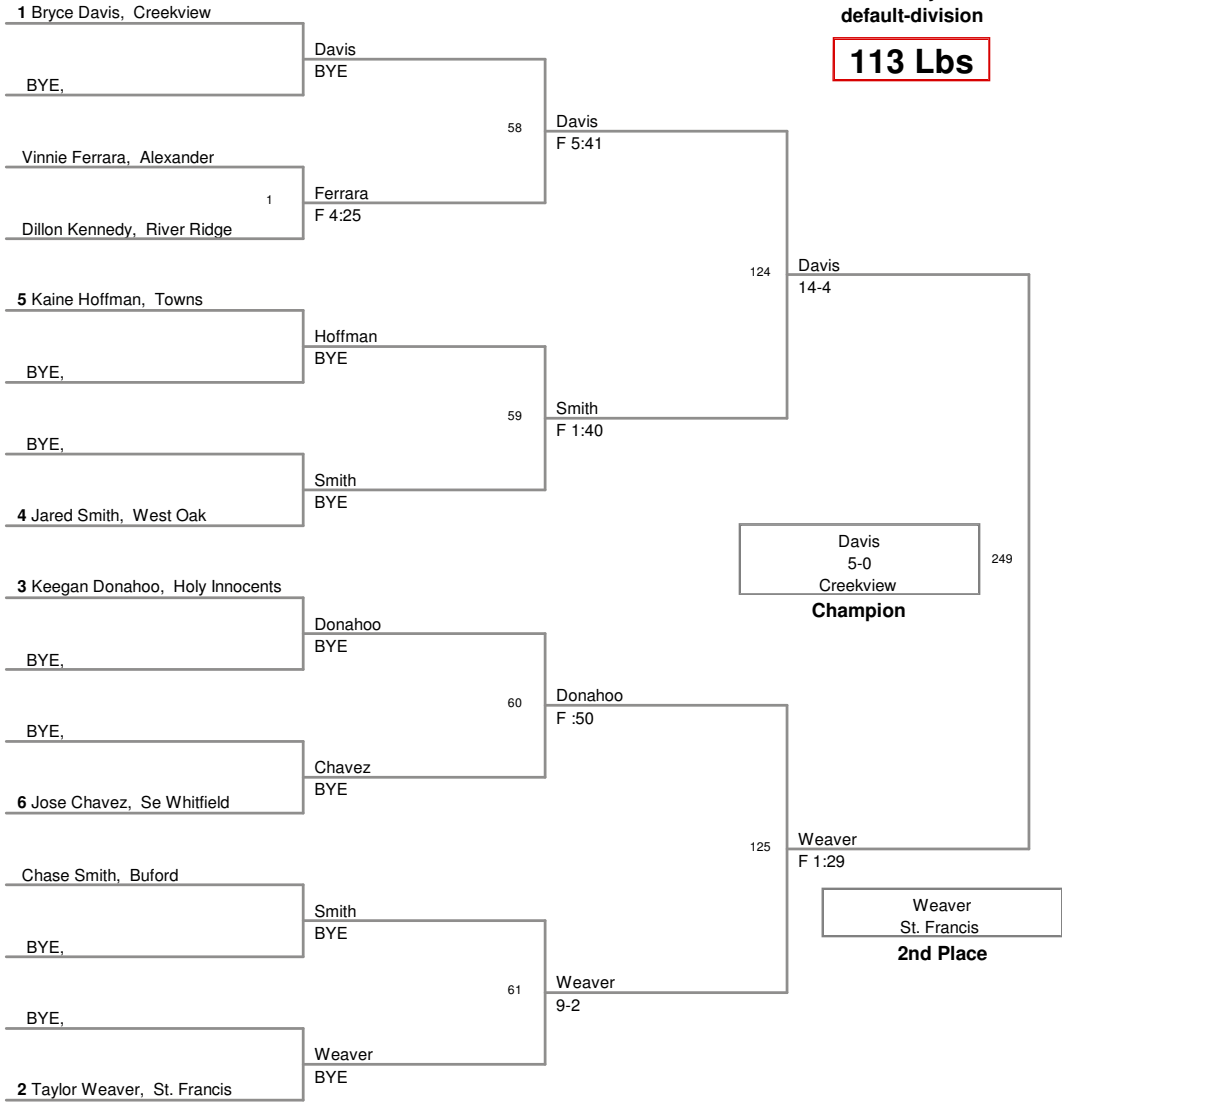 default-division
113 Lbs
1 Bryce Davis, Creekview
Davis
BYE
BYE,
58
Davis
F 5:41
Vinnie Ferrara, Alexander
1
Ferrara
F 4:25
Dillon Kennedy, River Ridge
124
Davis
14-4
5 Kaine Hoffman, Towns
Hoffman
BYE
BYE,
59
Smith
F 1:40
BYE,
Smith
BYE
4 Jared Smith, West Oak
Davis
5-0
Creekview
249
Champion
3 Keegan Donahoo, Holy Innocents
Donahoo
BYE
BYE,
60
Donahoo
F :50
BYE,
Chavez
BYE
6 Jose Chavez, Se Whitfield
125
Weaver
F 1:29
Chase Smith, Buford
Smith
BYE
BYE,
Weaver
St. Francis
2nd Place
61
Weaver
9-2
BYE,
Weaver
BYE
2 Taylor Weaver, St. Francis